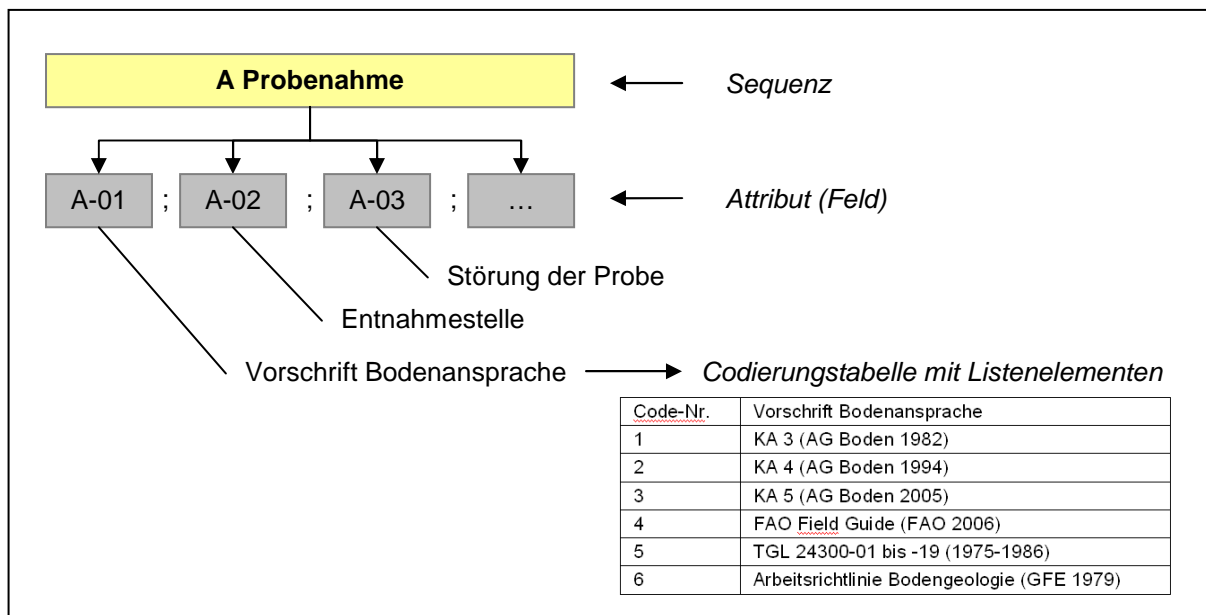 A Probenahme
Sequenz
A-01 ; A-02 ; A-03 ; …
Attribut (Feld)
Störung der Probe
Entnahmestelle
Vorschrift Bodenansprache
Codierungstabelle mit Listenelementen
Code-Nr. Vorschrift Bodenansprache
1 KA 3 (AG Boden 1982)
2 KA 4 (AG Boden 1994)
3 KA 5 (AG Boden 2005)
4 FAO Field Guide (FAO 2006)
5 TGL 24300-01 bis -19 (1975-1986)
6 Arbeitsrichtlinie Bodengeologie (GFE 1979)